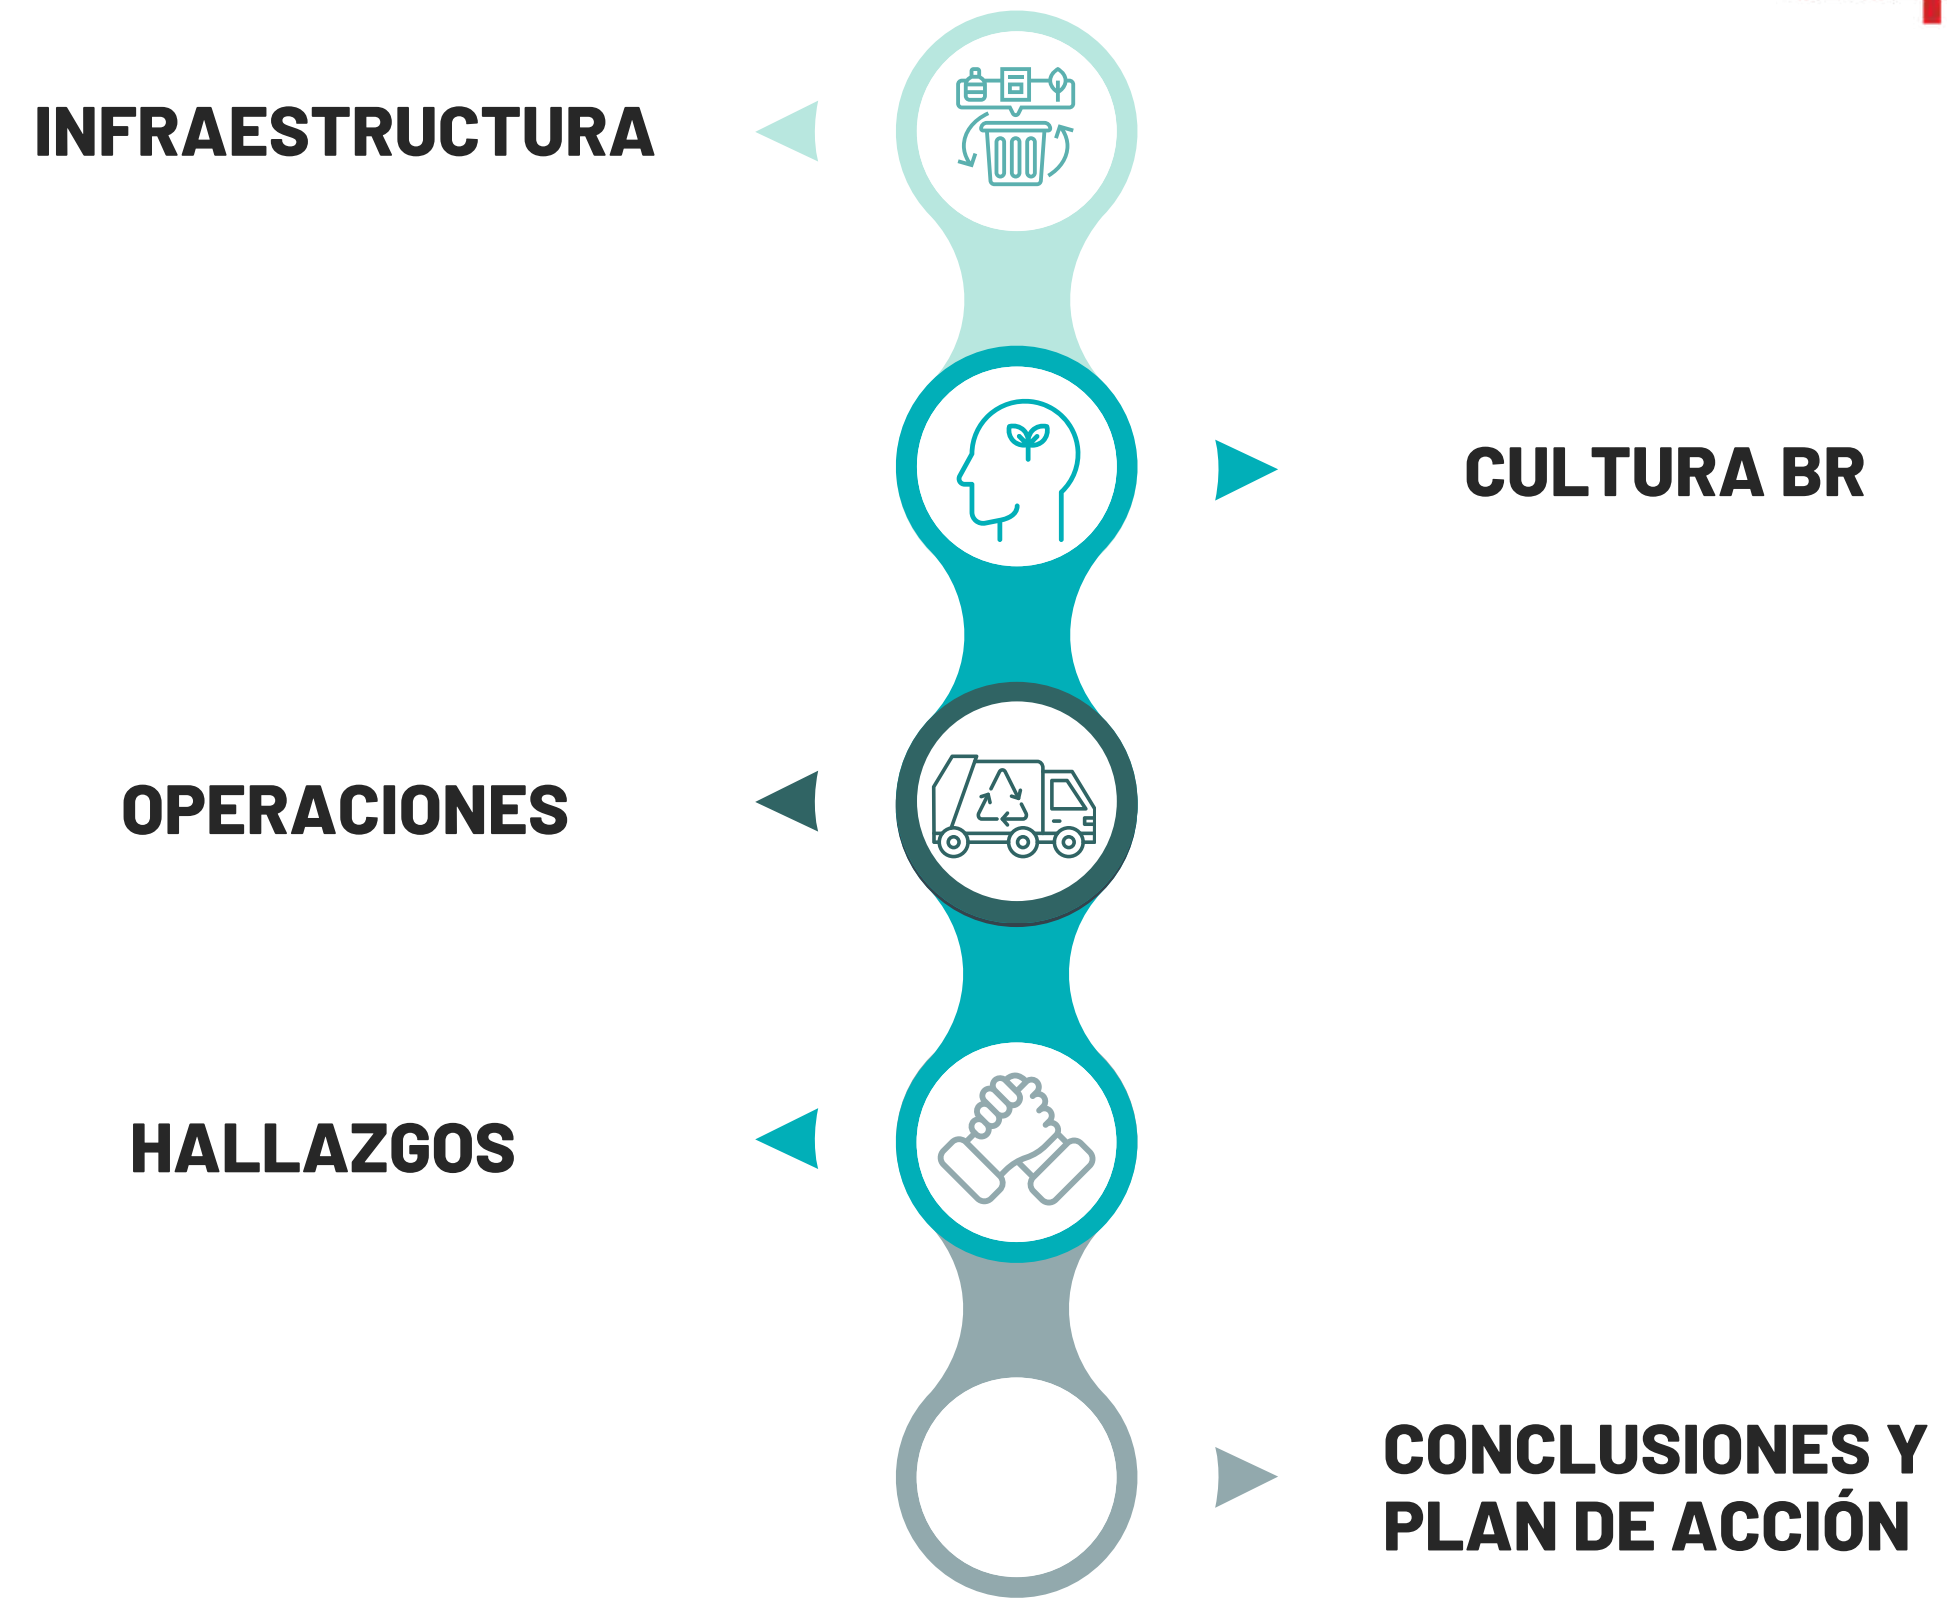 INFRAESTRUCTURA
CULTURA BR
OPERACIONES
HALLAZGOS
CONCLUSIONES Y
PLAN DE ACCIÓN